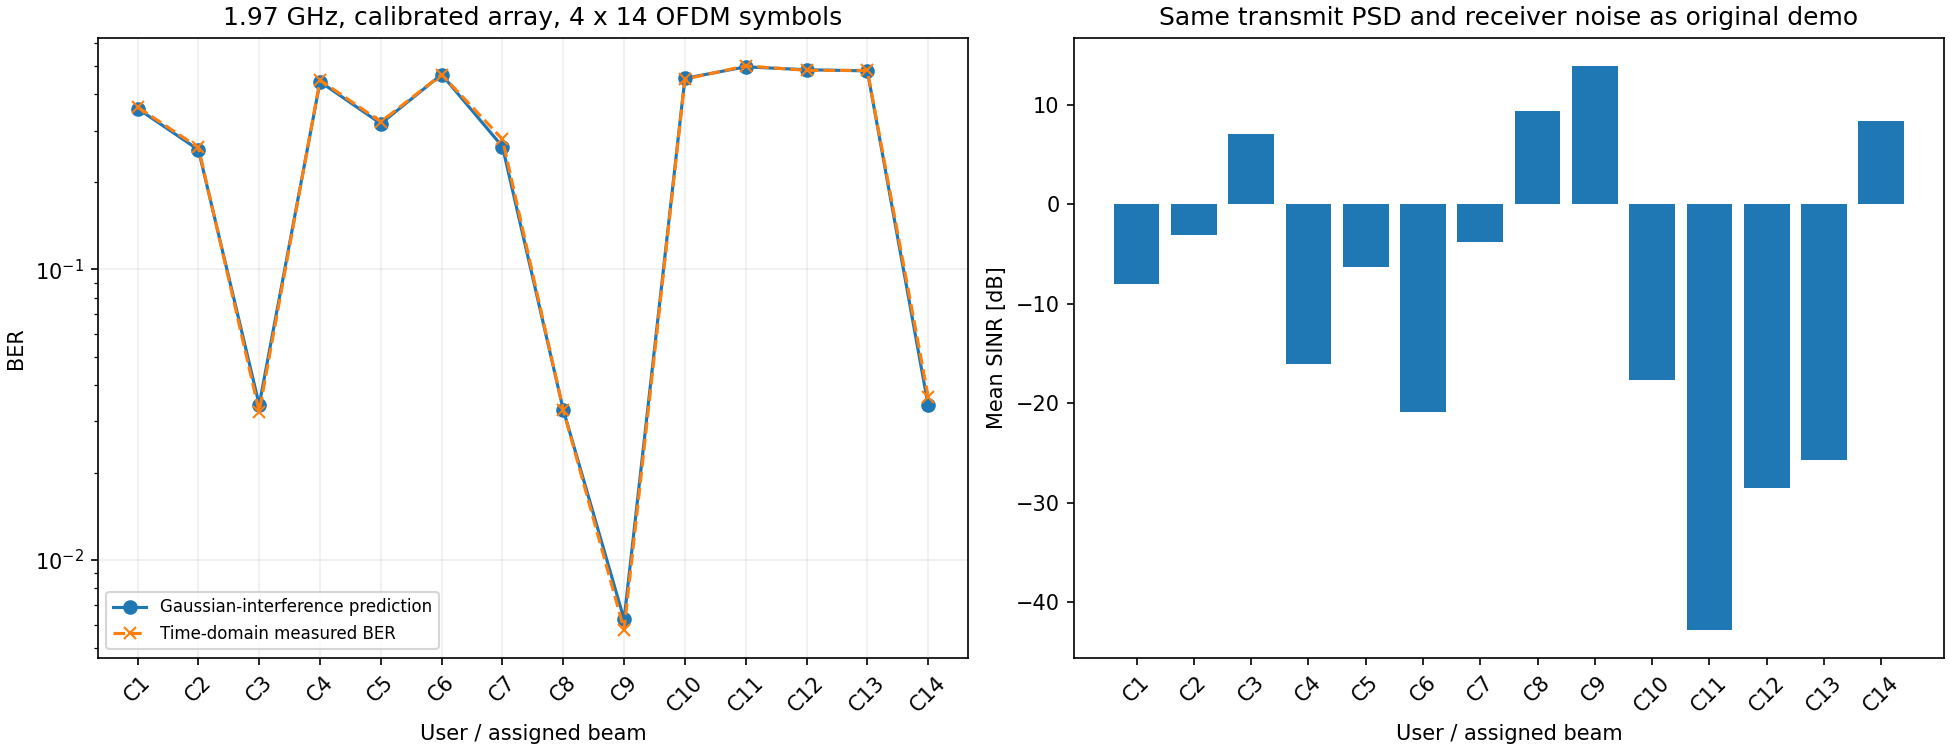 1.97 GHz, calibrated array, 4 x 14 OFDM symbols
BER
10⁻¹
10⁻²
Gaussian-interference prediction
Time-domain measured BER
C1 C2 C3 C4 C5 C6 C7 C8 C9 C10 C11 C12 C13 C14
User / assigned beam
Same transmit PSD and receiver noise as original demo
Mean SINR [dB]
10
0
−10
−20
−30
−40
C1 C2 C3 C4 C5 C6 C7 C8 C9 C10 C11 C12 C13 C14
User / assigned beam